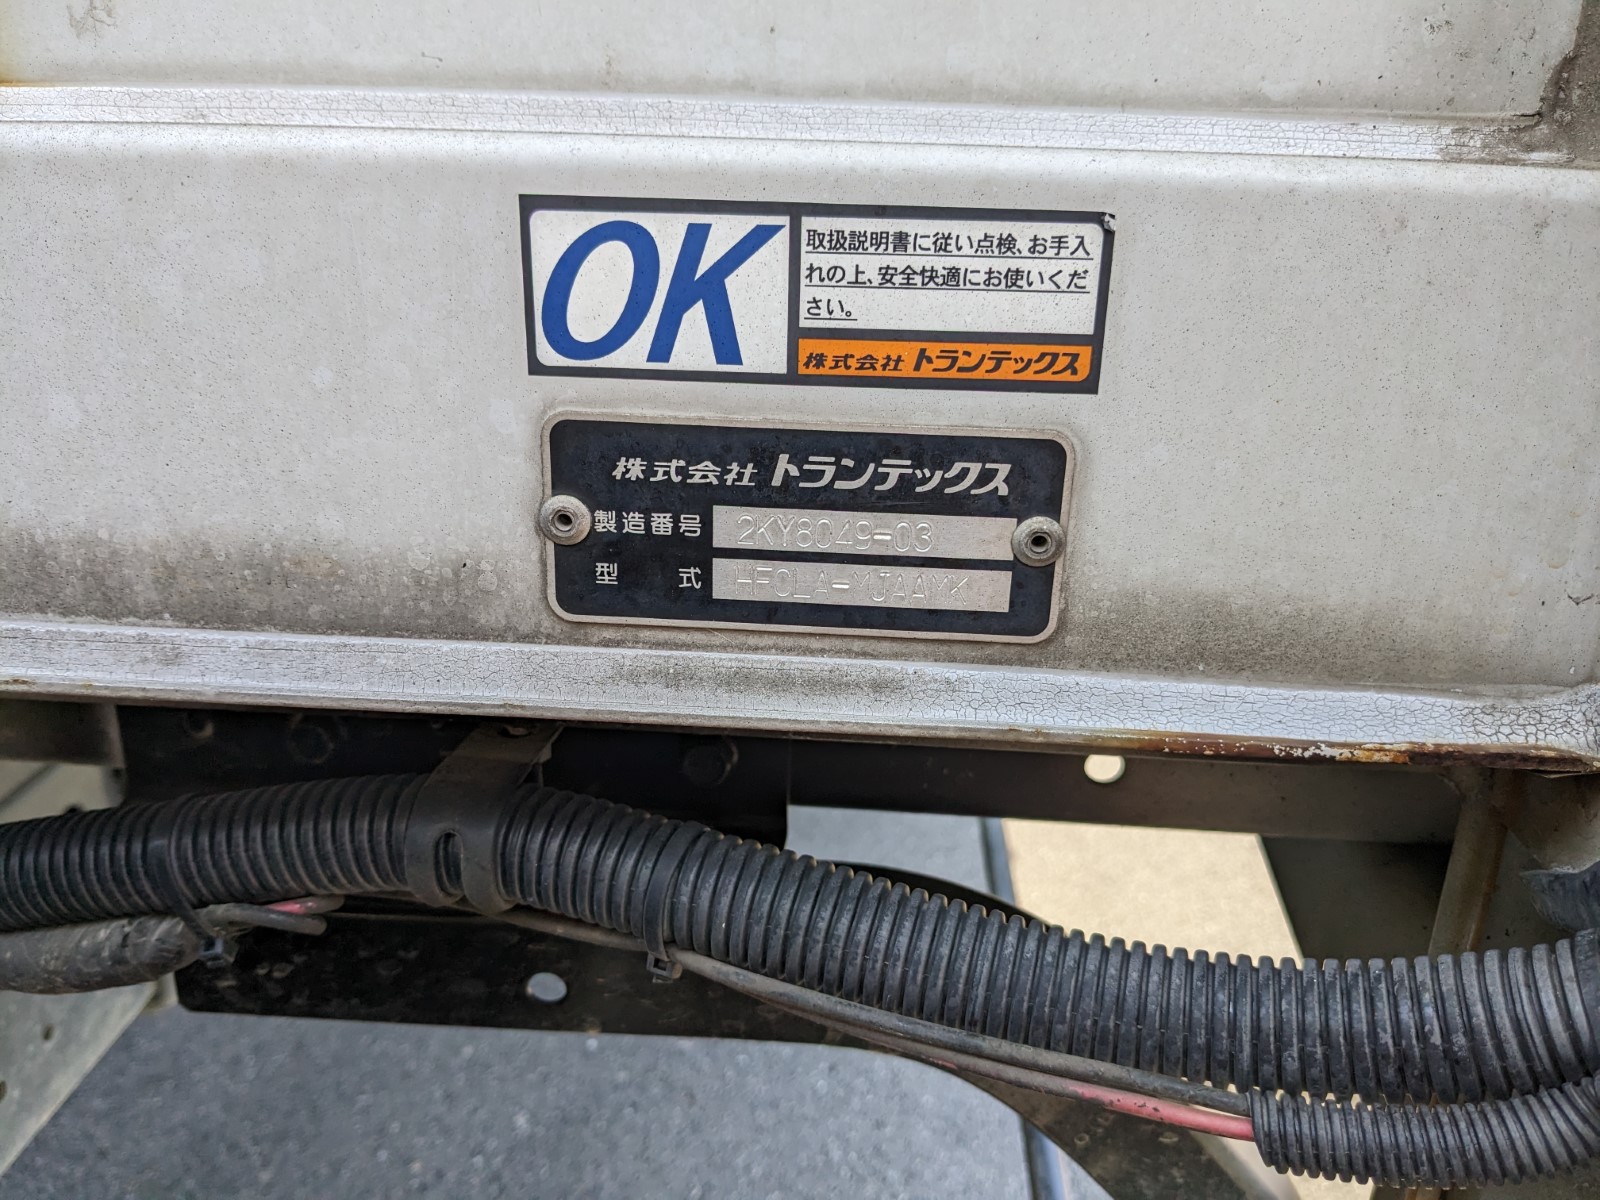 OK
取扱説明書に従い点検、お手入
れの上、安全快適にお使いくだ
さい。
株式会社 トランテックス
株式会社 トランテックス
製造番号 2KY8049-03
型 式 HFCLA-MJAAMK